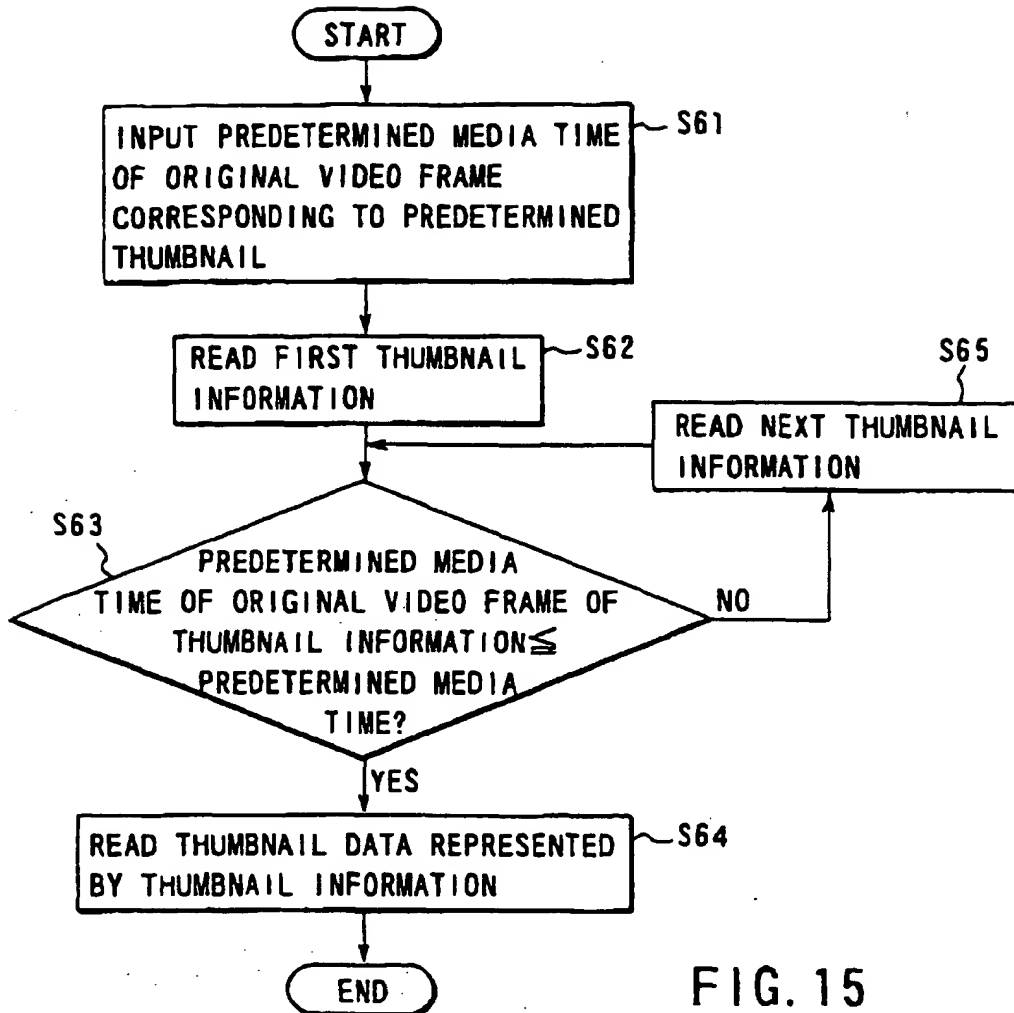 START
S61
INPUT PREDETERMINED MEDIA TIME
OF ORIGINAL VIDEO FRAME
CORRESPONDING TO PREDETERMINED
THUMBNAIL
S62
READ FIRST THUMBNAIL
INFORMATION
S65
READ NEXT THUMBNAIL
INFORMATION
S63
PREDETERMINED MEDIA
TIME OF ORIGINAL VIDEO FRAME OF
THUMBNAIL INFORMATION≦
PREDETERMINED MEDIA
TIME?
NO
YES
S64
READ THUMBNAIL DATA REPRESENTED
BY THUMBNAIL INFORMATION
END
FIG. 15